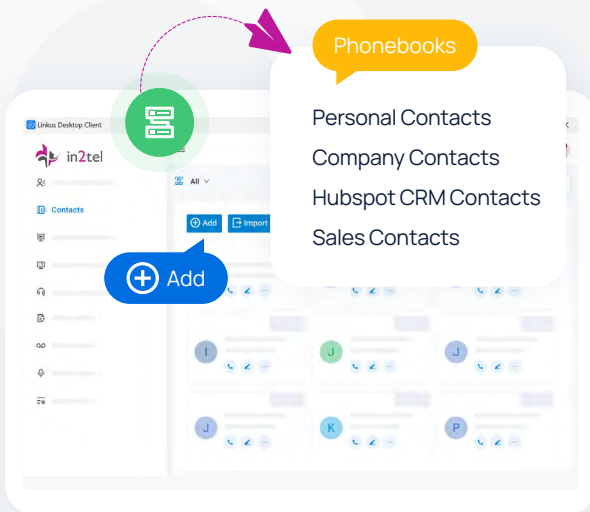 Phonebooks
Personal Contacts
Company Contacts
Hubspot CRM Contacts
Sales Contacts
Linkus Desktop Client
in2tel
All
Contacts
Add
Import
Add
I
J
J
J
K
P